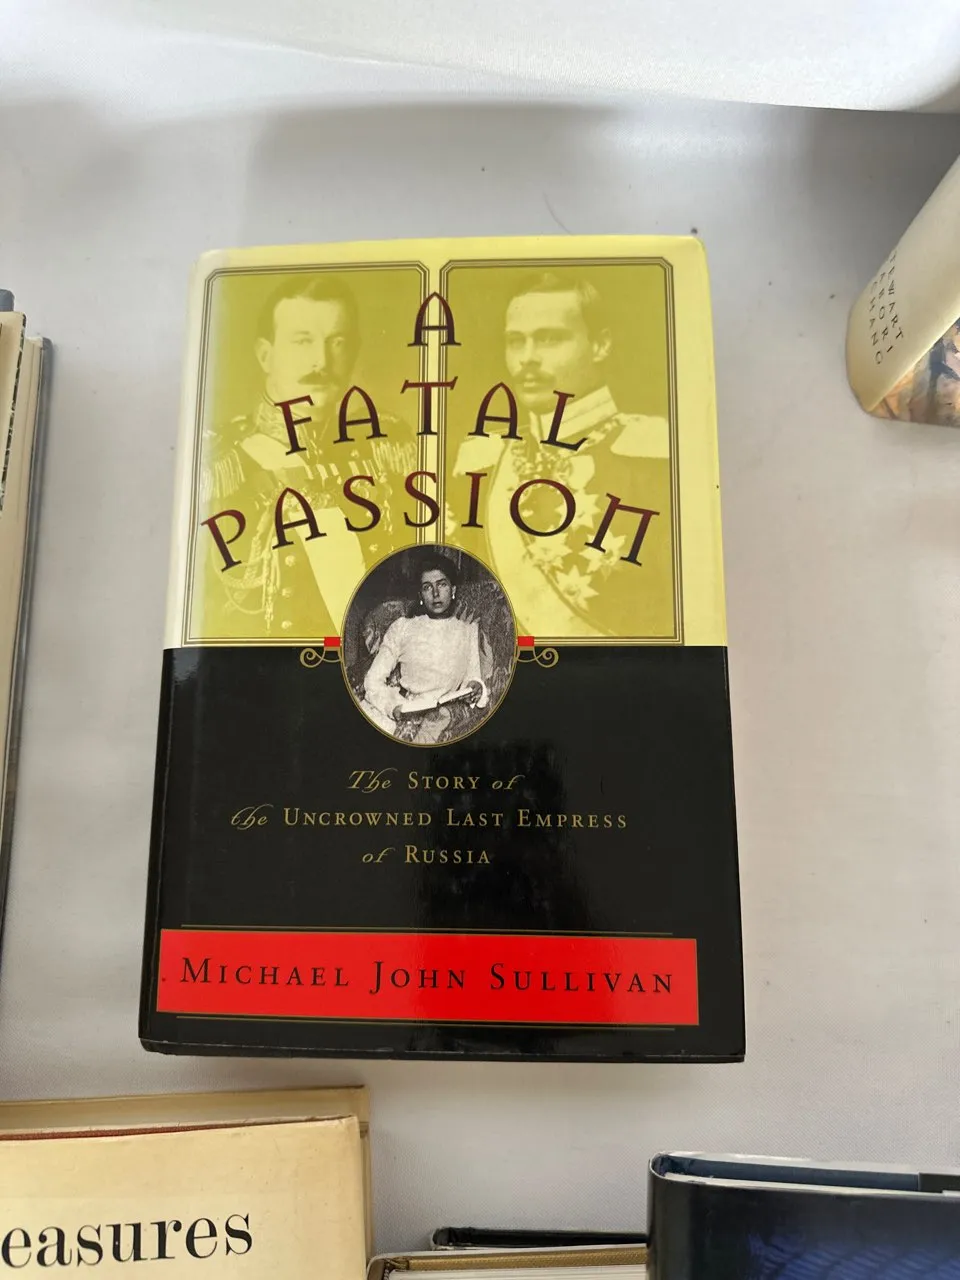 A
FATAL
PASSION
The STORY of
the UNCROWNED LAST EMPRESS
of RUSSIA
MICHAEL JOHN SULLIVAN
easures